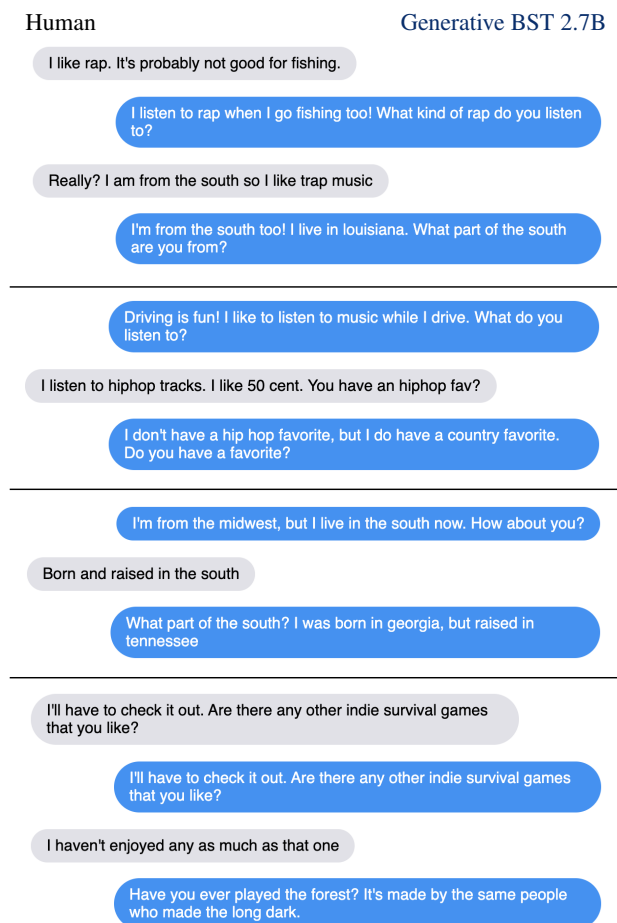 Human
Generative BST 2.7B
I like rap. It's probably not good for fishing.
I listen to rap when I go fishing too! What kind of rap do you listen
to?
Really? I am from the south so I like trap music
I'm from the south too! I live in louisiana. What part of the south
are you from?
Driving is fun! I like to listen to music while I drive. What do you
listen to?
I listen to hiphop tracks. I like 50 cent. You have an hiphop fav?
I don't have a hip hop favorite, but I do have a country favorite.
Do you have a favorite?
I'm from the midwest, but I live in the south now. How about you?
Born and raised in the south
What part of the south? I was born in georgia, but raised in
tennessee
I'll have to check it out. Are there any other indie survival games
that you like?
I'll have to check it out. Are there any other indie survival games
that you like?
I haven't enjoyed any as much as that one
Have you ever played the forest? It's made by the same people
who made the long dark.